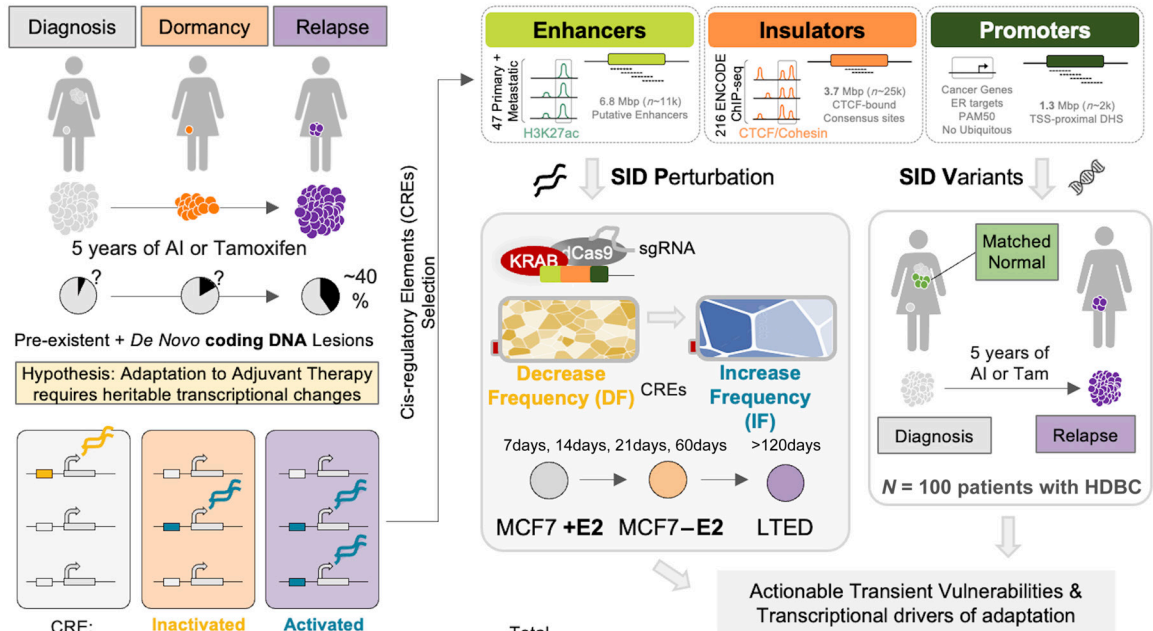 Diagnosis
Dormancy
Relapse
5 years of AI or Tamoxifen
?
?
~40
%
Pre-existent + De Novo coding DNA Lesions
Hypothesis: Adaptation to Adjuvant Therapy
requires heritable transcriptional changes
CRE:
Inactivated
Activated
Cis-regulatory Elements (CREs)
Selection
Enhancers
47 Primary +
Metastatic
H3K27ac
6.8 Mbp (n~11k)
Putative Enhancers
Insulators
216 ENCODE
ChIP-seq
CTCF/Cohesin
3.7 Mbp (n~25k)
CTCF-bound
Consensus sites
Promoters
Cancer Genes
ER targets
PAM50
No Ubiquitous
1.3 Mbp (n~2k)
TSS-proximal DHS
SID Perturbation
KRAB
dCas9
sgRNA
Decrease
Frequency (DF)
CREs
Increase
Frequency
(IF)
7days, 14days, 21days, 60days
>120days
MCF7 +E2
MCF7–E2
LTED
SID Variants
Matched
Normal
5 years of
AI or Tam
Diagnosis
Relapse
N = 100 patients with HDBC
Actionable Transient Vulnerabilities &
Transcriptional drivers of adaptation